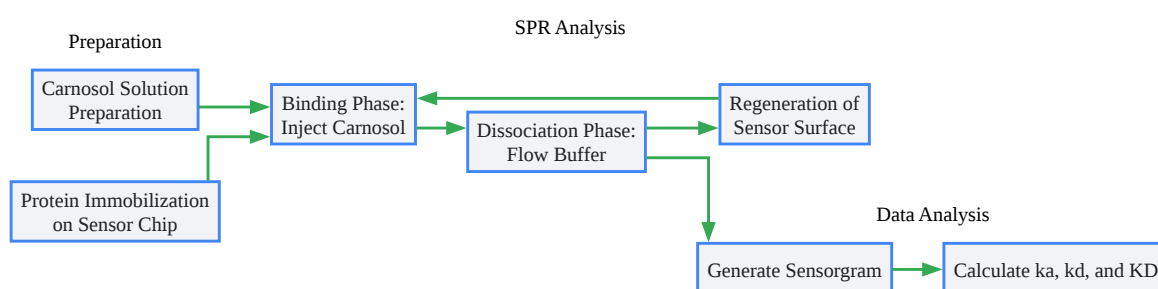 SPR Analysis
Preparation
Carnosol Solution
Preparation
Binding Phase:
Inject Carnosol
Regeneration of
Sensor Surface
Dissociation Phase:
Flow Buffer
Protein Immobilization
on Sensor Chip
Data Analysis
Generate Sensorgram
Calculate ka, kd, and KD